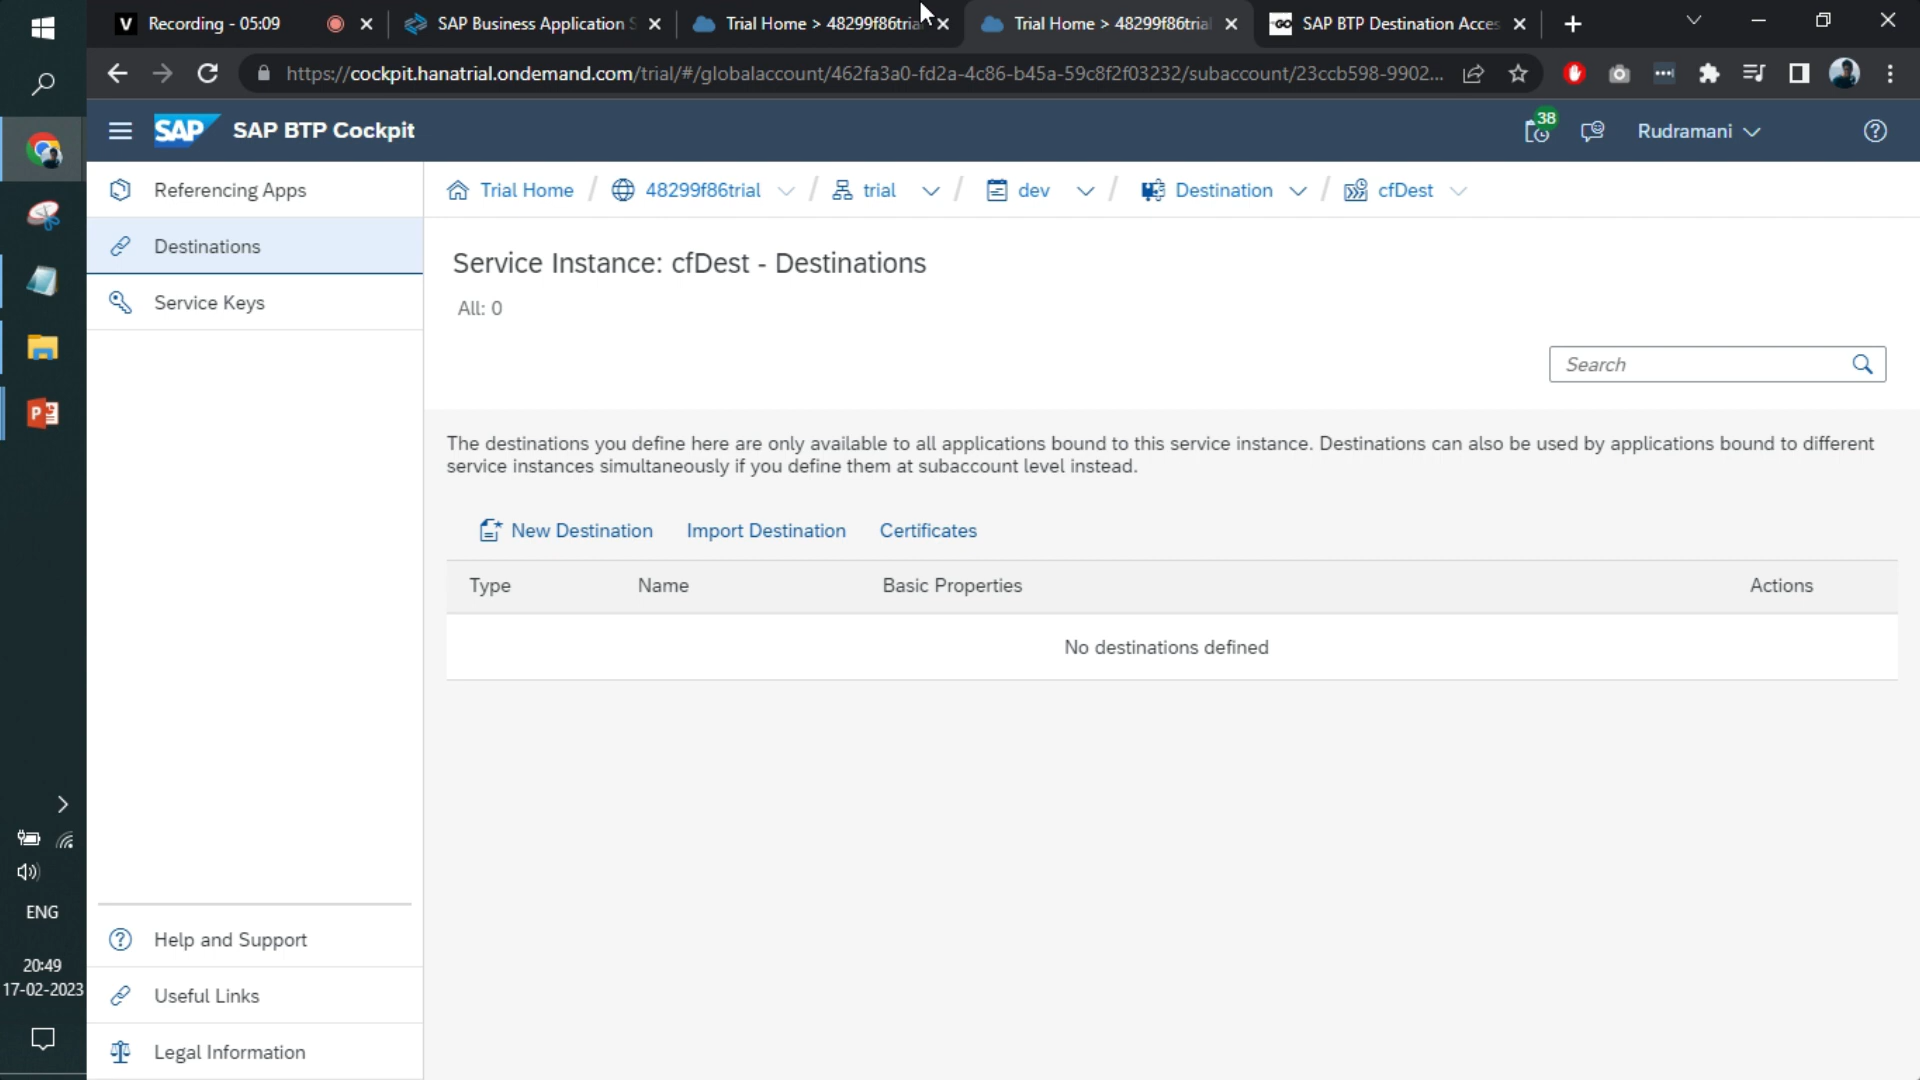 Recording - 05:09
SAP Business Application S
Trial Home > 48299f86tria
Trial Home > 48299f86trial
SAP BTP Destination Acces
https://cockpit.hanatrial.ondemand.com/trial/#/globalaccount/462fa3a0-fd2a-4c86-b45a-59c8f2f03232/subaccount/23ccb598-9902...
SAP
SAP BTP Cockpit
38
Rudramani
Referencing Apps
Destinations
Service Keys
Trial Home / 48299f86trial / trial / dev / Destination / cfDest
Service Instance: cfDest - Destinations
All: 0
Search
The destinations you define here are only available to all applications bound to this service instance. Destinations can also be used by applications bound to different
service instances simultaneously if you define them at subaccount level instead.
New Destination Import Destination Certificates
Type Name Basic Properties Actions
No destinations defined
Help and Support
Useful Links
Legal Information
ENG
20:49
17-02-2023